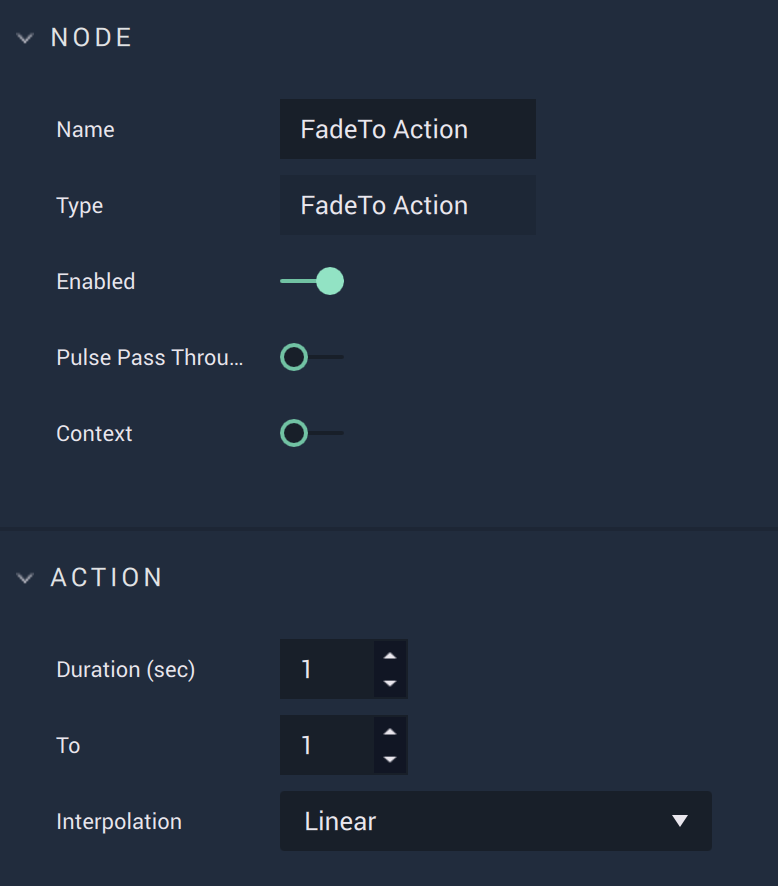 NODE
Name FadeTo Action
Type FadeTo Action
Enabled
Pulse Pass Throu...
Context
ACTION
Duration (sec) 1
To 1
Interpolation Linear